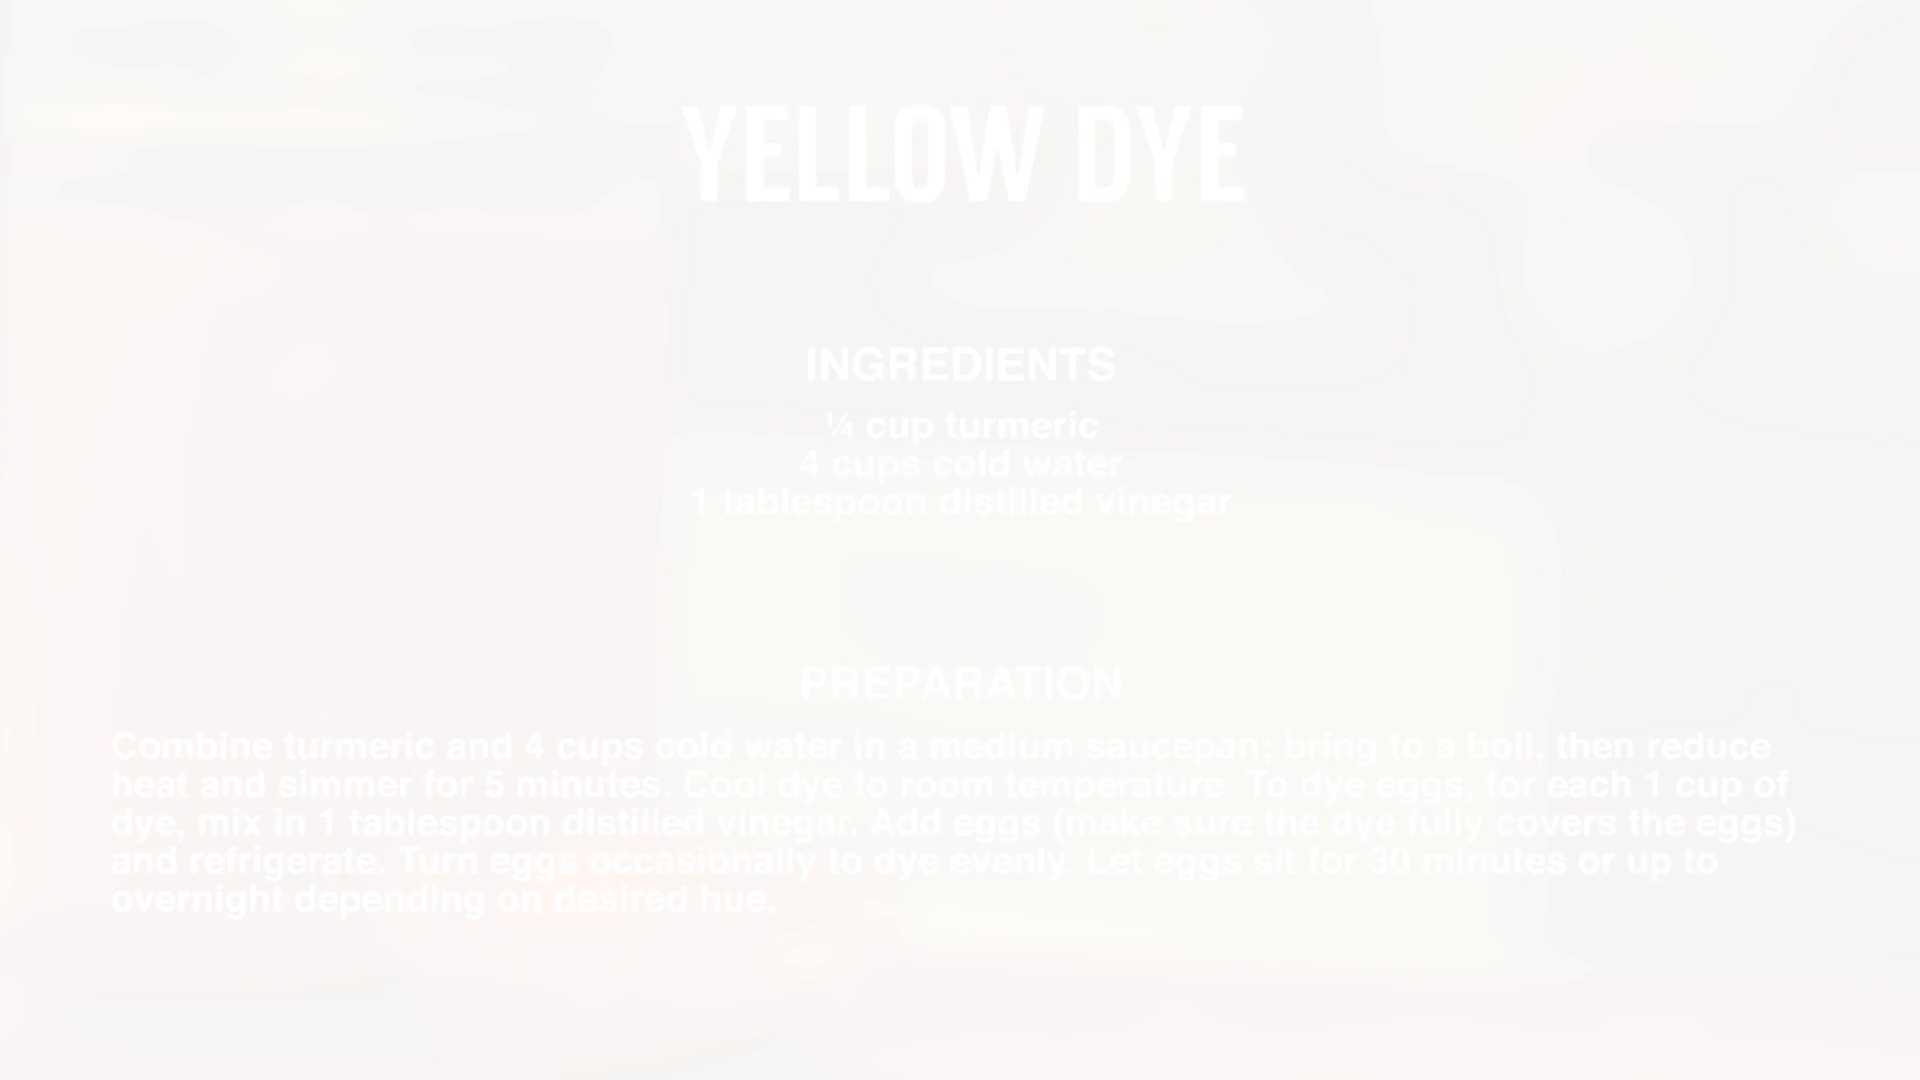 YELLOW DYE
INGREDIENTS
¼ cup turmeric
4 cups cold water
1 tablespoon distilled vinegar
PREPARATION
Combine turmeric and 4 cups cold water in a medium saucepan; bring to a boil, then reduce
heat and simmer for 5 minutes. Cool dye to room temperature. To dye eggs, for each 1 cup of
dye, mix in 1 tablespoon distilled vinegar. Add eggs (make sure the dye fully covers the eggs)
and refrigerate. Turn eggs occasionally to dye evenly. Let eggs sit for 30 minutes or up to
overnight depending on desired hue.